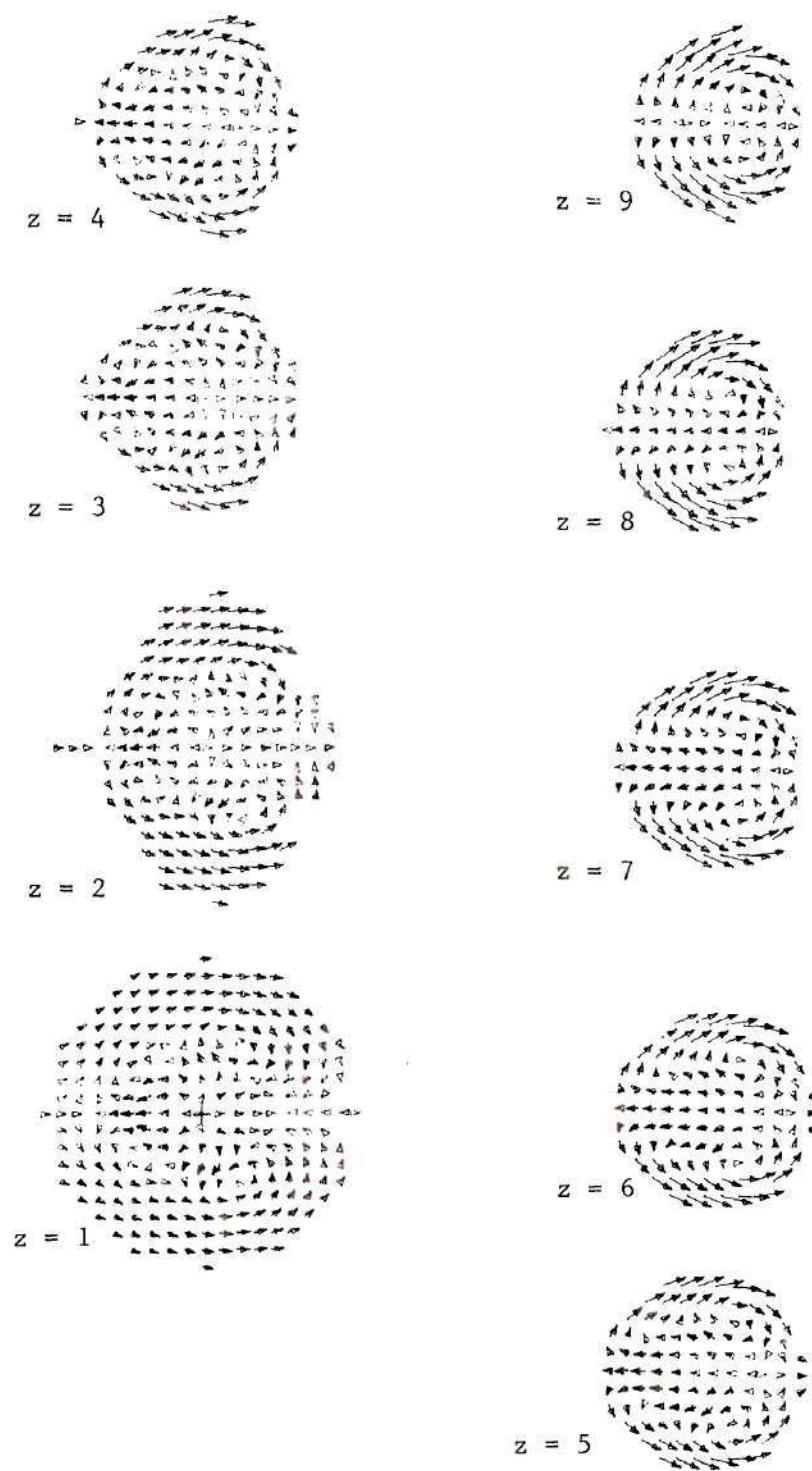 z = 4
z = 9
z = 3
z = 8
z = 2
z = 7
z = 1
z = 6
z = 5